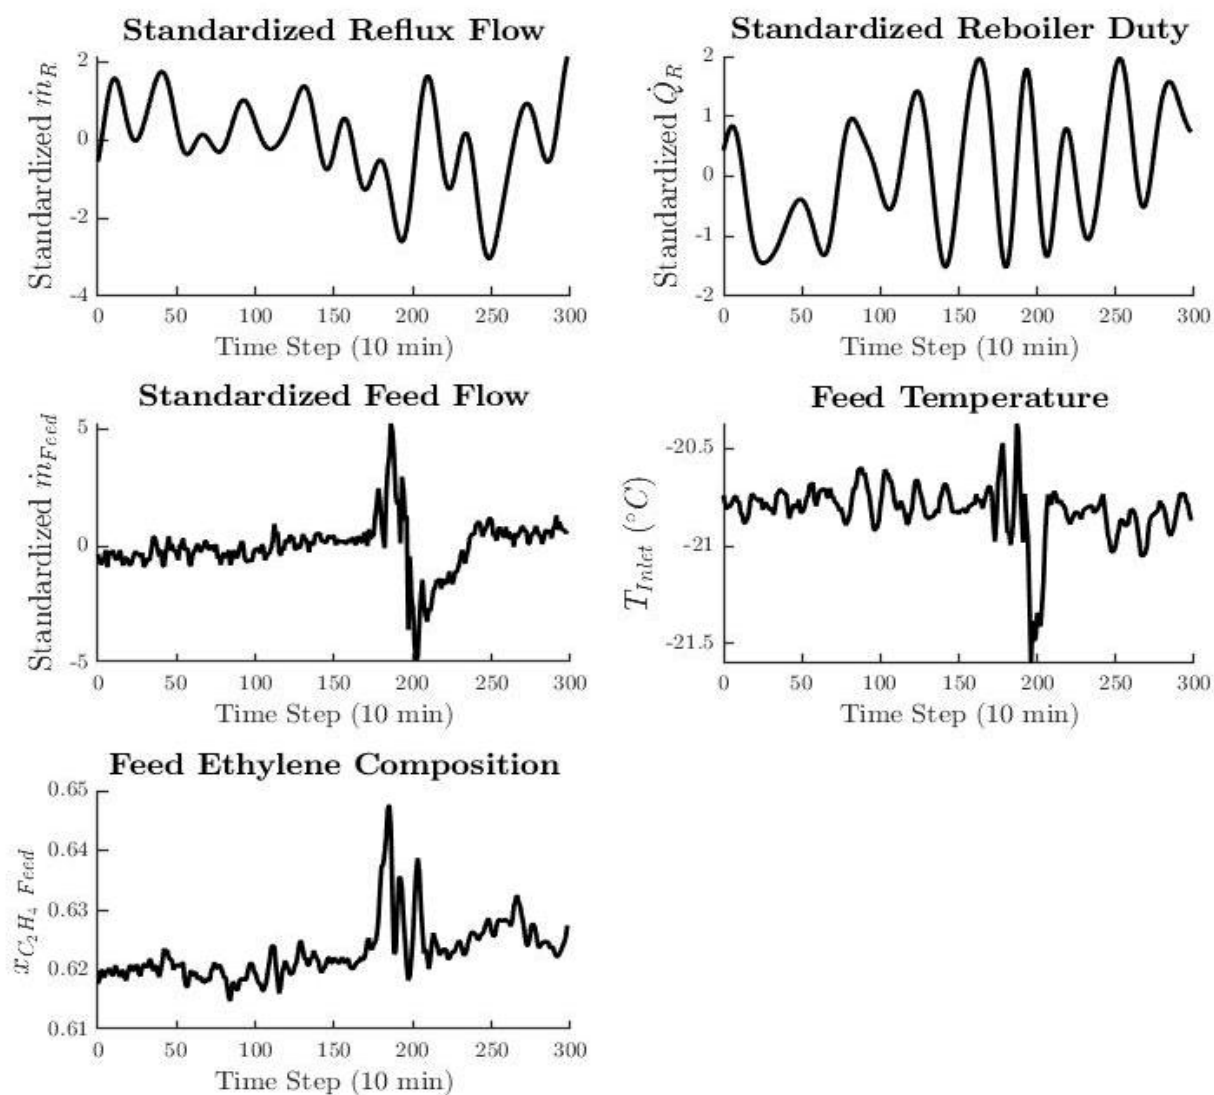 Standardized Reflux Flow
Standardized ṁ_R
2
0
-2
-4
0 50 100 150 200 250 300
Time Step (10 min)
Standardized Reboiler Duty
Standardized Q̇_R
2
1
0
-1
-2
0 50 100 150 200 250 300
Time Step (10 min)
Standardized Feed Flow
Standardized ṁ_Feed
5
0
-5
0 50 100 150 200 250 300
Time Step (10 min)
Feed Temperature
T_Inlet (°C)
-20.5
-21
-21.5
0 50 100 150 200 250 300
Time Step (10 min)
Feed Ethylene Composition
x_C₂H₄ Feed
0.65
0.64
0.63
0.62
0.61
0 50 100 150 200 250 300
Time Step (10 min)